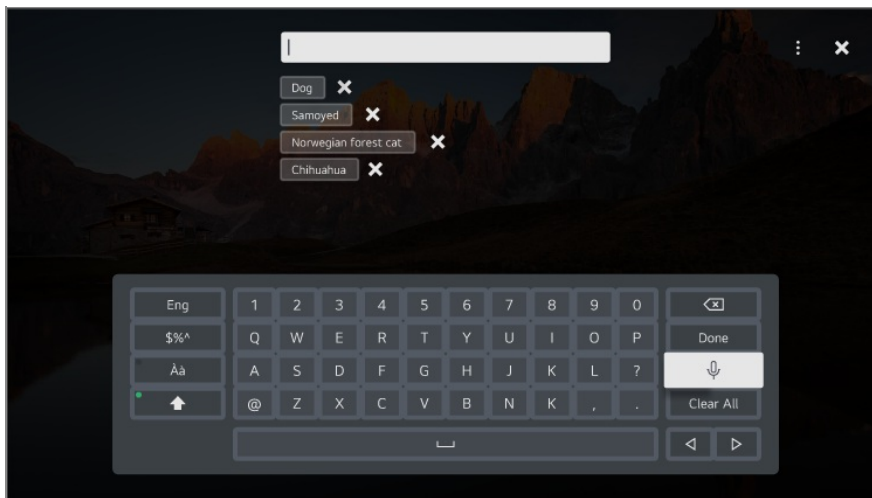 Dog
Samoyed
Norwegian forest cat
Chihuahua
Eng 1 2 3 4 5 6 7 8 9 0
$%^ Q W E R T Y U I O P Done
Àà A S D F G H J K L ?
@ Z X C V B N K , . Clear All